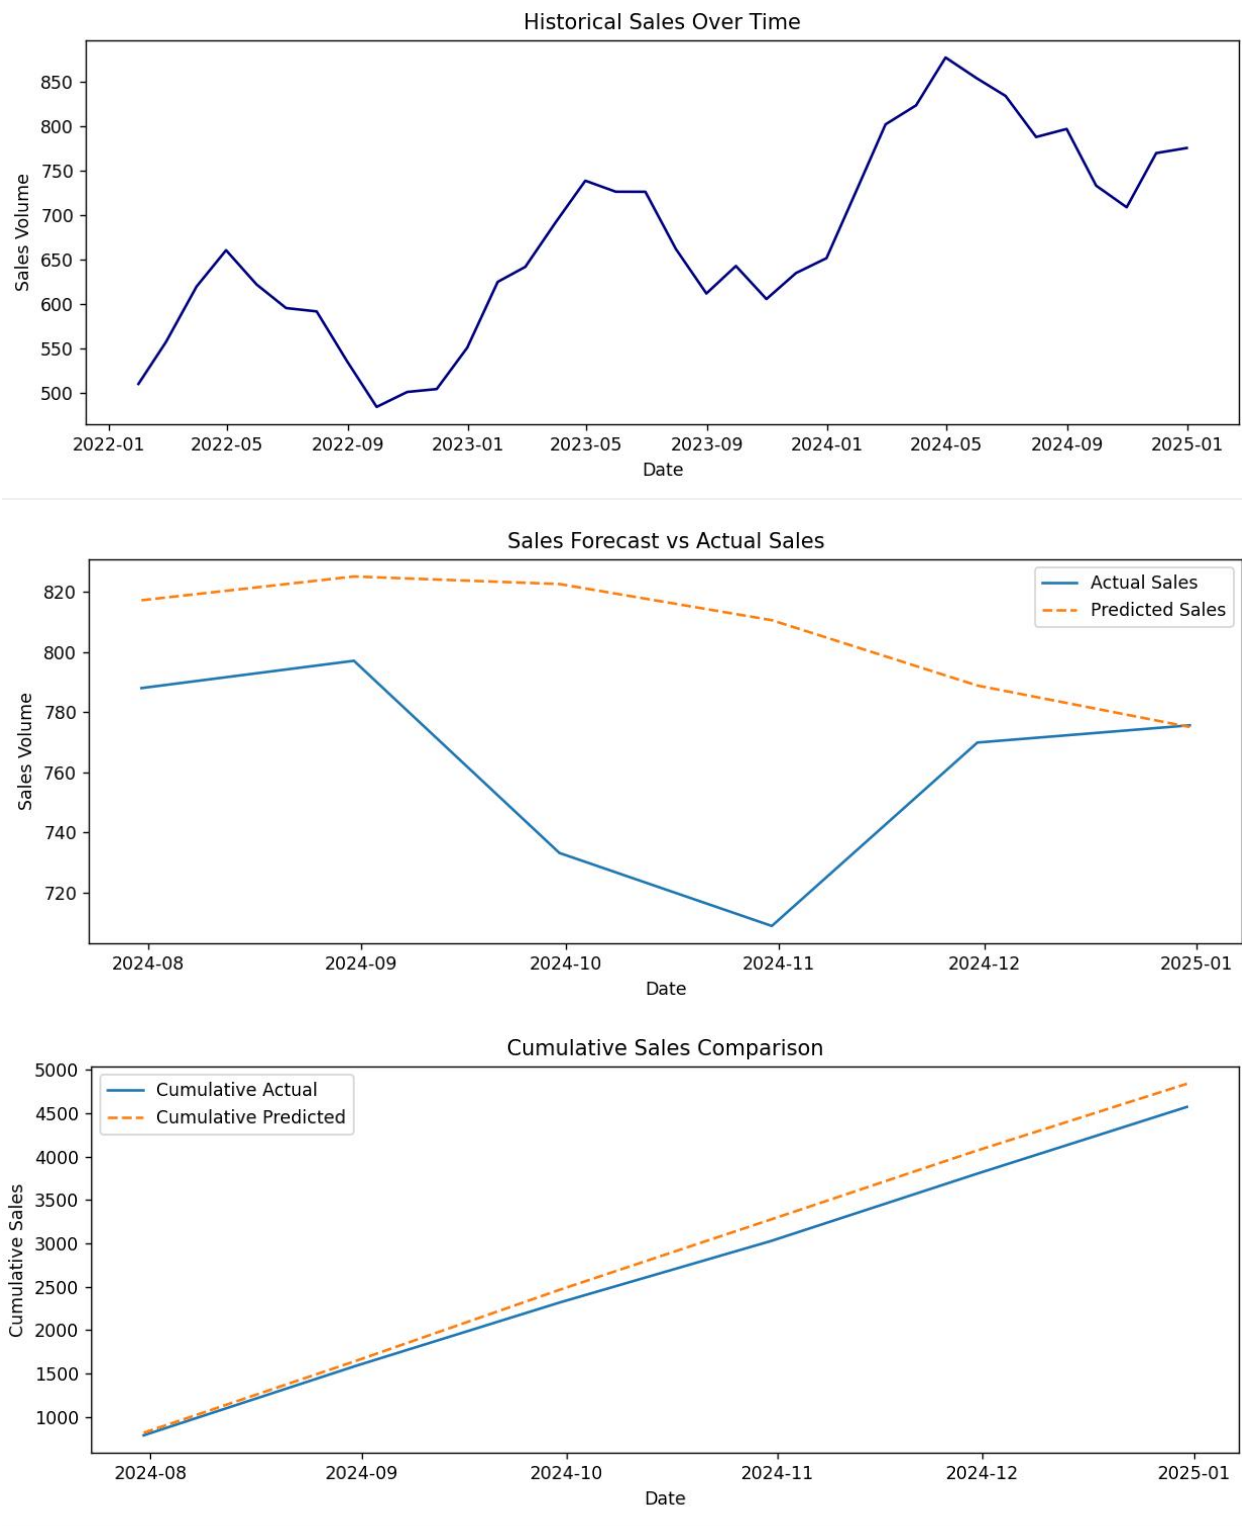 Historical Sales Over Time
Sales Volume
850
800
750
700
650
600
550
500
2022-01 2022-05 2022-09 2023-01 2023-05 2023-09 2024-01 2024-05 2024-09 2025-01
Date
Sales Forecast vs Actual Sales
Actual Sales
Predicted Sales
Sales Volume
820
800
780
760
740
720
2024-08 2024-09 2024-10 2024-11 2024-12 2025-01
Date
Cumulative Sales Comparison
Cumulative Actual
Cumulative Predicted
Cumulative Sales
5000
4500
4000
3500
3000
2500
2000
1500
1000
2024-08 2024-09 2024-10 2024-11 2024-12 2025-01
Date